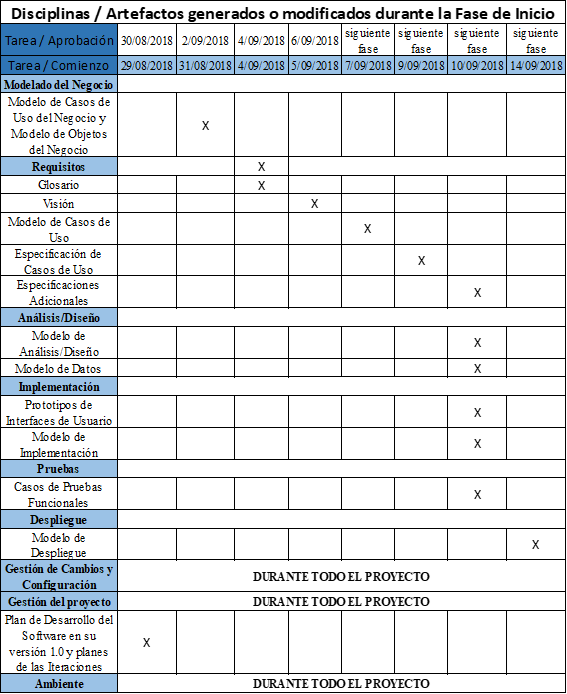 Disciplinas / Artefactos generados o modificados durante la Fase de Inicio
Tarea / Aprobación 30/08/2018 2/09/2018 4/09/2018 6/09/2018 siguiente fase siguiente fase siguiente fase siguiente fase
Tarea / Comienzo 29/08/2018 31/08/2018 4/09/2018 5/09/2018 7/09/2018 9/09/2018 10/09/2018 14/09/2018
Modelado del Negocio
Modelo de Casos de
Uso del Negocio y
Modelo de Objetos
del Negocio
X
Requisitos X
Glosario X
Visión X
Modelo de Casos de
Uso
X
Especificación de
Casos de Uso
X
Especificaciones
Adicionales
X
Análisis/Diseño
Modelo de
Análisis/Diseño
X
Modelo de Datos X
Implementación
Prototipos de
Interfaces de Usuario
X
Modelo de
Implementación
X
Pruebas
Casos de Pruebas
Funcionales
X
Despliegue
Modelo de
Despliegue
X
Gestión de Cambios y
Configuración
DURANTE TODO EL PROYECTO
Gestión del proyecto DURANTE TODO EL PROYECTO
Plan de Desarrollo del
Software en su
versión 1.0 y planes
de las Iteraciones
X
Ambiente DURANTE TODO EL PROYECTO